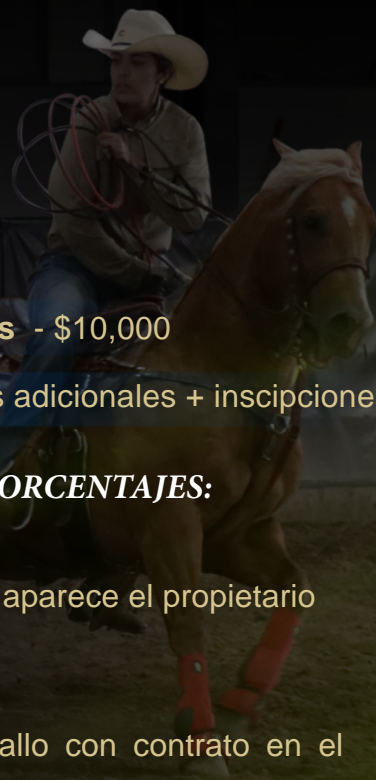 s - $10,000
s adicionales + inscipcione
ORCENTAJES:
aparece el propietario
allo con contrato en el